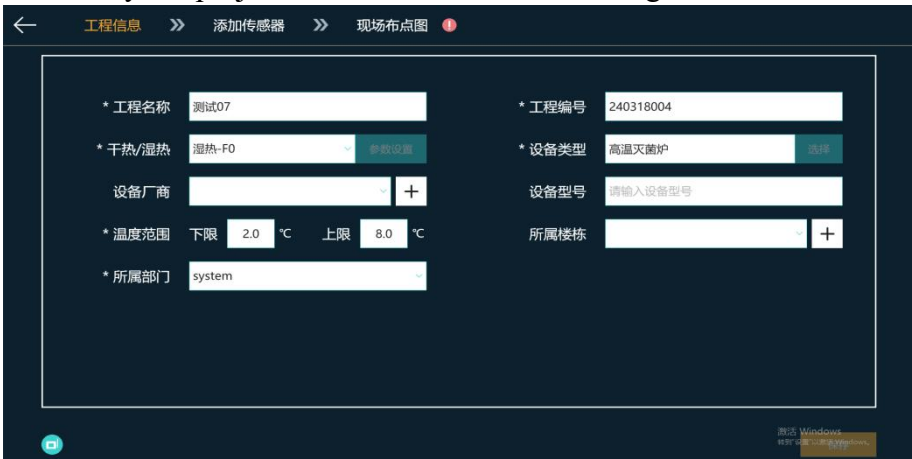 工程信息 》 添加传感器 》 现场布点图 !
* 工程名称 测试07 * 工程编号 240318004
* 干热/湿热 湿热-F0 参数设置 * 设备类型 高温灭菌炉 选择
设备厂商 + 设备型号 请输入设备型号
* 温度范围 下限 2.0 ℃ 上限 8.0 ℃ 所属楼栋 +
* 所属部门 system
激活 Windows